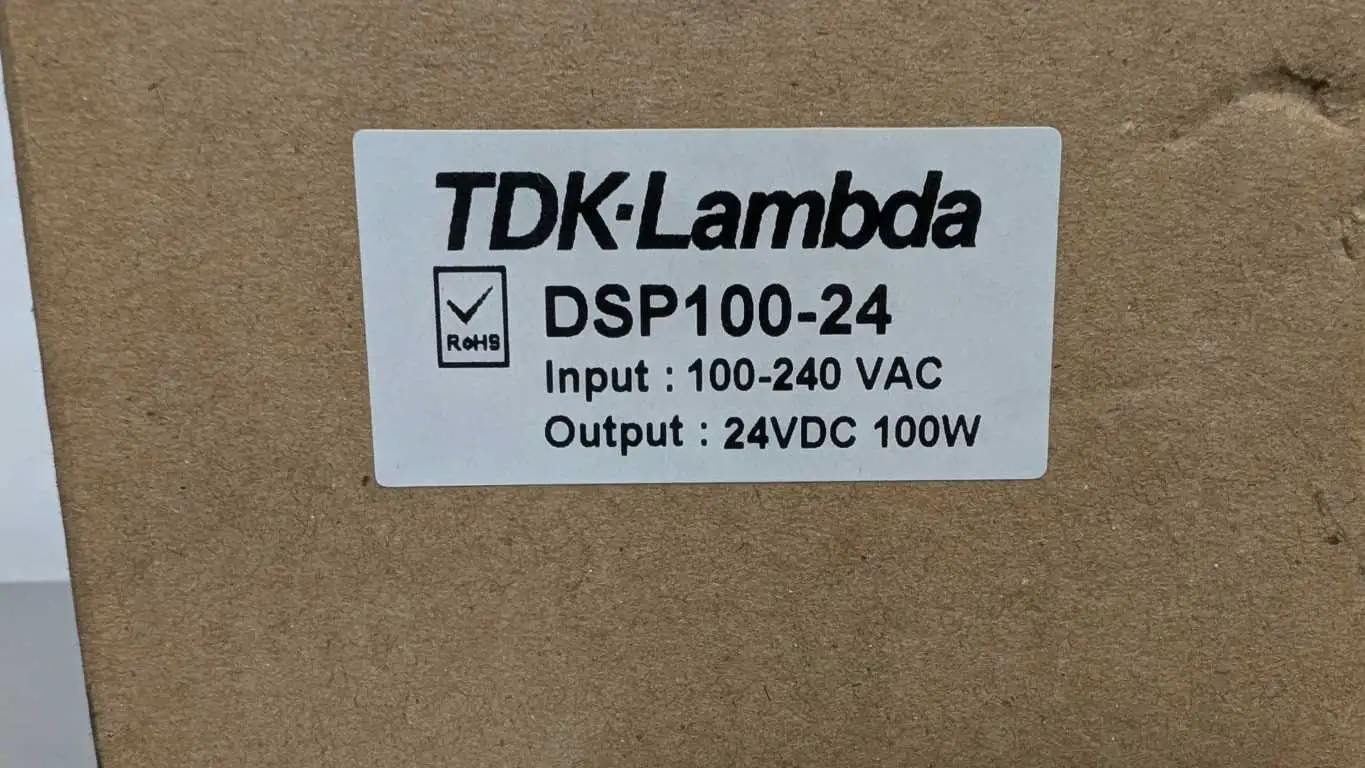 TDK·Lambda
RoHS
DSP100-24
Input : 100-240 VAC
Output : 24VDC 100W